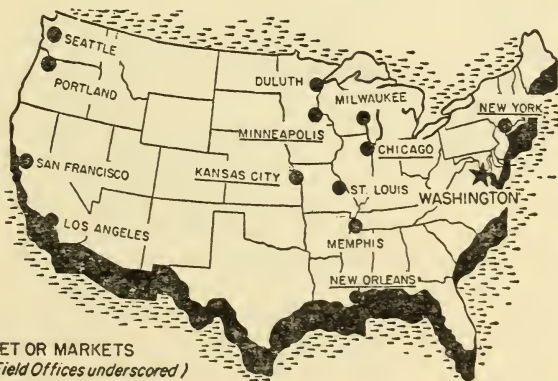 SEATTLE
PORTLAND
DULUTH
MILWAUKEE
NEW YORK
MINNEAPOLIS
CHICAGO
SAN FRANCISCO
KANSAS CITY
ST. LOUIS
WASHINGTON
LOS ANGELES
MEMPHIS
NEW ORLEANS
ET OR MARKETS
Field Offices underscored)